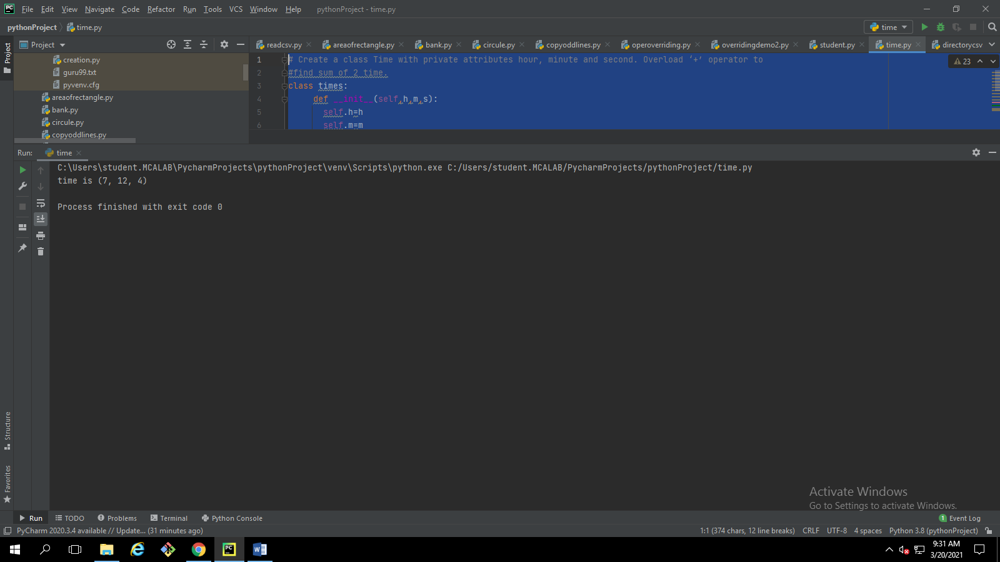 PC File Edit View Navigate Code Refactor Run Tools VCS Window Help pythonProject - time.py
pythonProject time.py time
Project Project readcsv.py areaofrectangle.py bank.py circule.py copyoddlines.py operoverriding.py overridingdemo2.py student.py time.py directorycsv
creation.py
guru99.txt
pyvenv.cfg
areaofrectangle.py
bank.py
circule.py
copyoddlines.py
1 # Create a class Time with private attributes hour, minute and second. Overload ‘+’ operator to 23
2 #find sum of 2 time.
3 class times:
4 def __init__(self,h,m,s):
5 self.h=h
6 self.m=m
Run: time
C:\Users\student.MCALAB\PycharmProjects\pythonProject\venv\Scripts\python.exe C:/Users/student.MCALAB/PycharmProjects/pythonProject/time.py
time is (7, 12, 4)
Process finished with exit code 0
Structure
Favorites
Activate Windows
Go to Settings to activate Windows.
Run TODO Problems Terminal Python Console 1 Event Log
PyCharm 2020.3.4 available // Update... (31 minutes ago) 1:1 (374 chars, 12 line breaks) CRLF UTF-8 4 spaces Python 3.8 (pythonProject)
PC 9:31 AM
3/20/2021